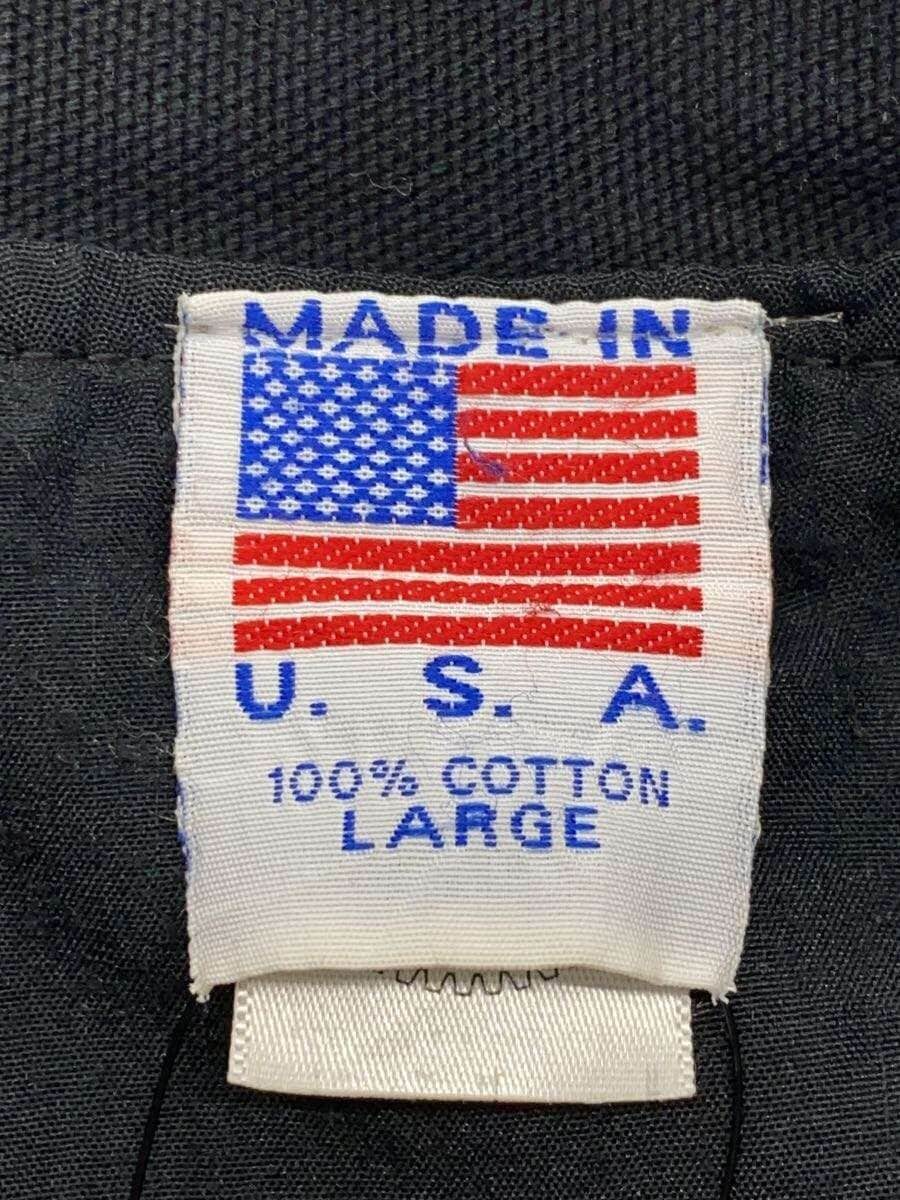 MADE IN
U. S. A.
100% COTTON
LARGE